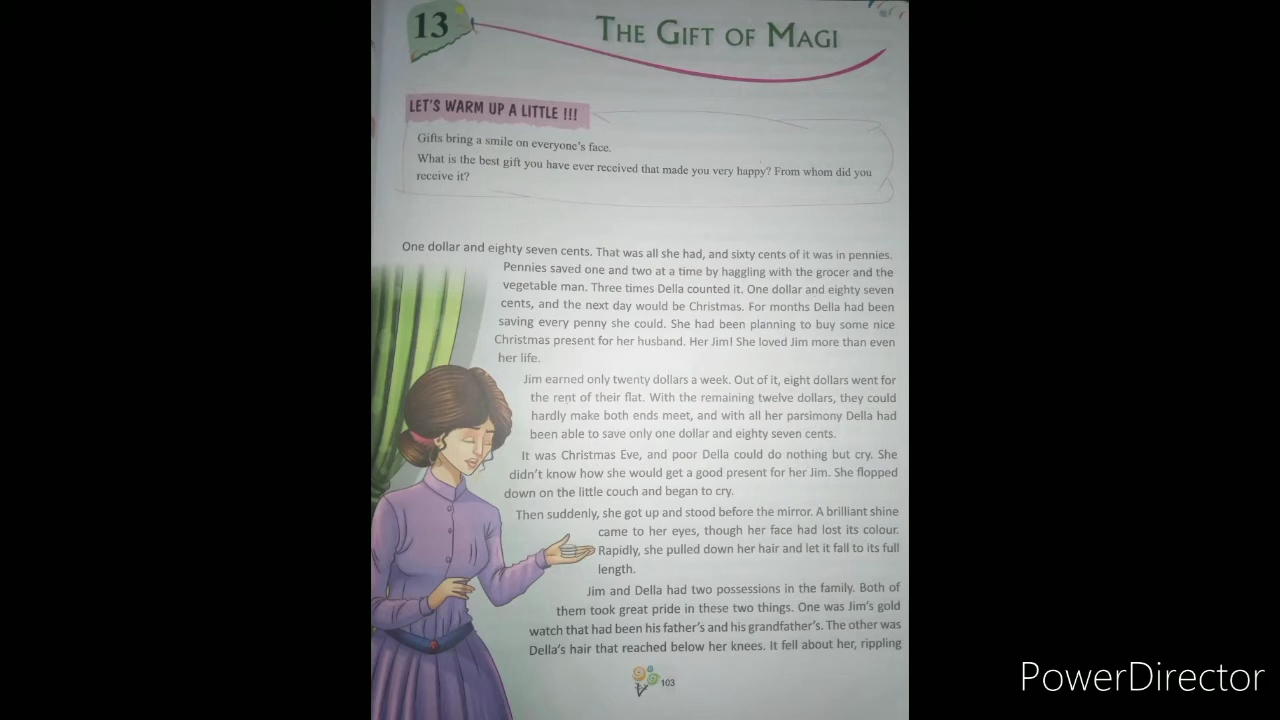 13
THE GIFT OF MAGI
LET'S WARM UP A LITTLE !!!
Gifts bring a smile on everyone's face.
What is the best gift you have ever received that made you very happy? From whom did you
receive it?
One dollar and eighty seven cents. That was all she had, and sixty cents of it was in pennies.
Pennies saved one and two at a time by haggling with the grocer and the
vegetable man. Three times Della counted it. One dollar and eighty seven
cents, and the next day would be Christmas. For months Della had been
saving every penny she could. She had been planning to buy some nice
Christmas present for her husband. Her Jim! She loved Jim more than even
her life.
Jim earned only twenty dollars a week. Out of it, eight dollars went for
the rent of their flat. With the remaining twelve dollars, they could
hardly make both ends meet, and with all her parsimony Della had
been able to save only one dollar and eighty seven cents.
It was Christmas Eve, and poor Della could do nothing but cry. She
didn't know how she would get a good present for her Jim. She flopped
down on the little couch and began to cry.
Then suddenly, she got up and stood before the mirror. A brilliant shine
came to her eyes, though her face had lost its colour.
Rapidly, she pulled down her hair and let it fall to its full
length.
Jim and Della had two possessions in the family. Both of
them took great pride in these two things. One was Jim's gold
watch that had been his father's and his grandfather's. The other was
Della's hair that reached below her knees. It fell about her, rippling
103
PowerDirector